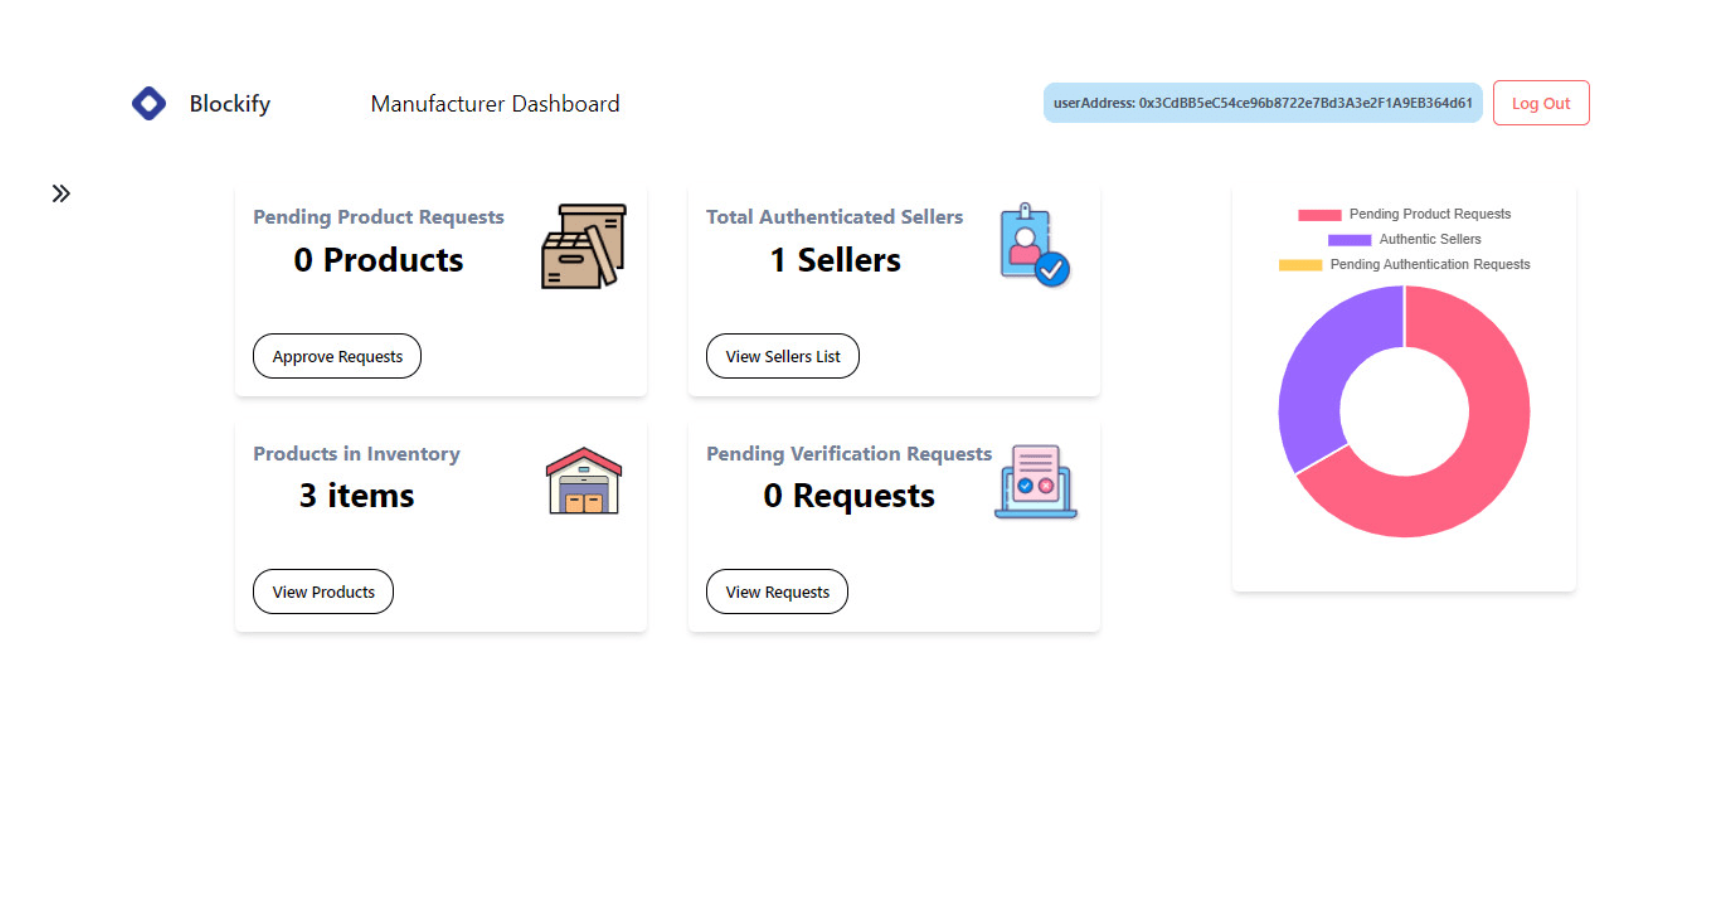 Blockify
Manufacturer Dashboard
userAddress: 0x3CdBB5eC54ce96b8722e7Bd3A3e2F1A9EB364d61
Log Out
Pending Product Requests
0 Products
Approve Requests
Total Authenticated Sellers
1 Sellers
View Sellers List
Products in Inventory
3 items
View Products
Pending Verification Requests
0 Requests
View Requests
Pending Product Requests
Authentic Sellers
Pending Authentication Requests